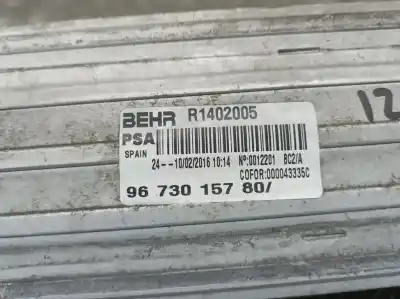 BEHR R1402005
PSA
SPAIN 24--10/02/2016 10:14 Nº:0012201 BC2/A
COFOR:000043335C
96 730 157 80/
12